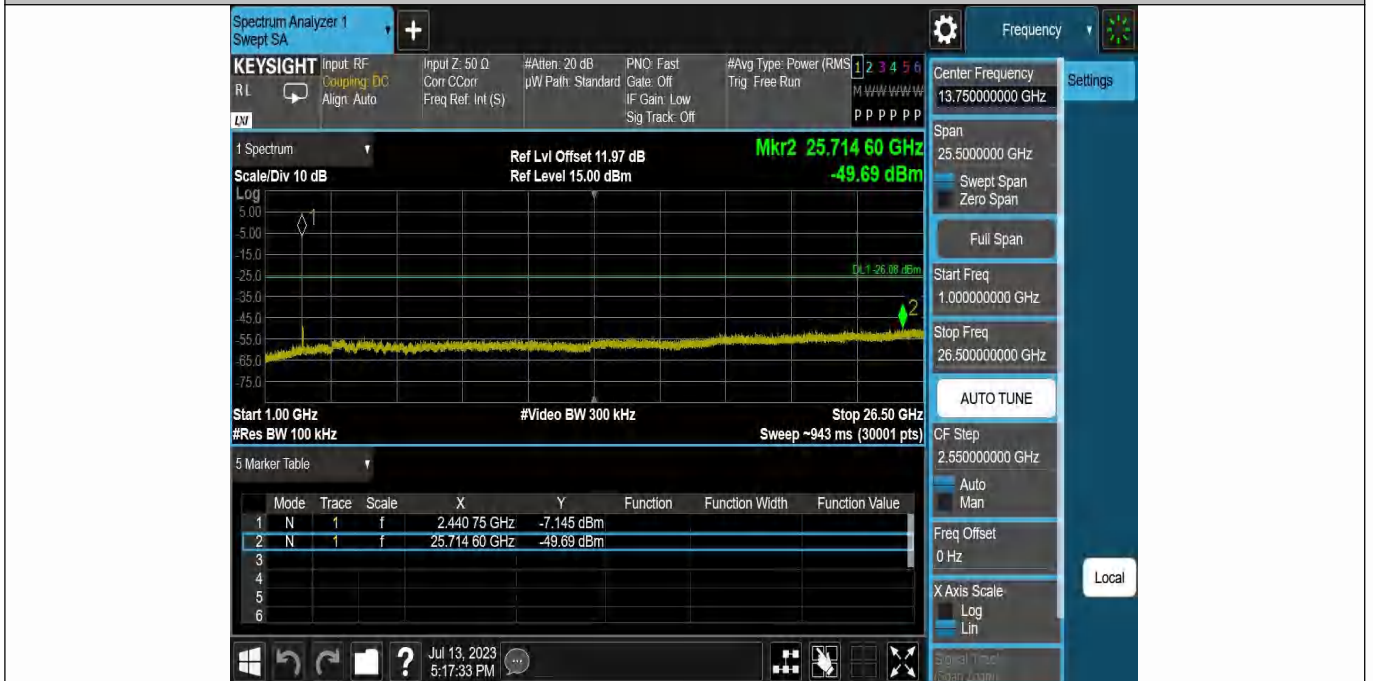 Spectrum Analyzer 1
Swept SA
+
Frequency
KEYSIGHT
RL
LXI
Input: RF
Coupling: DC
Align: Auto
Input Z: 50 Ω
Corr CCorr
Freq Ref: Int (S)
#Atten: 20 dB
µW Path: Standard
PNO: Fast
Gate: Off
IF Gain: Low
Sig Track: Off
#Avg Type: Power (RMS
Trig: Free Run
1 2 3 4 5 6
M W W W W W
P P P P P P
1 Spectrum
Scale/Div 10 dB
Ref Lvl Offset 11.97 dB
Ref Level 15.00 dBm
Mkr2 25.714 60 GHz
-49.69 dBm
Log
5.00
-5.00
-15.0
-25.0
-35.0
-45.0
-55.0
-65.0
-75.0
1
DL1 -26.08 dBm
2
Start 1.00 GHz
#Res BW 100 kHz
#Video BW 300 kHz
Stop 26.50 GHz
Sweep ~943 ms (30001 pts)
5 Marker Table
Mode Trace Scale X Y Function Function Width Function Value
1 N 1 f 2.440 75 GHz -7.145 dBm
2 N 1 f 25.714 60 GHz -49.69 dBm
3
4
5
6
Jul 13, 2023
5:17:33 PM
?
Center Frequency
13.750000000 GHz
Settings
Span
25.5000000 GHz
Swept Span
Zero Span
Full Span
Start Freq
1.000000000 GHz
Stop Freq
26.500000000 GHz
AUTO TUNE
CF Step
2.550000000 GHz
Auto
Man
Freq Offset
0 Hz
X Axis Scale
Log
Lin
Local
Signal Track
(Span Zoom)